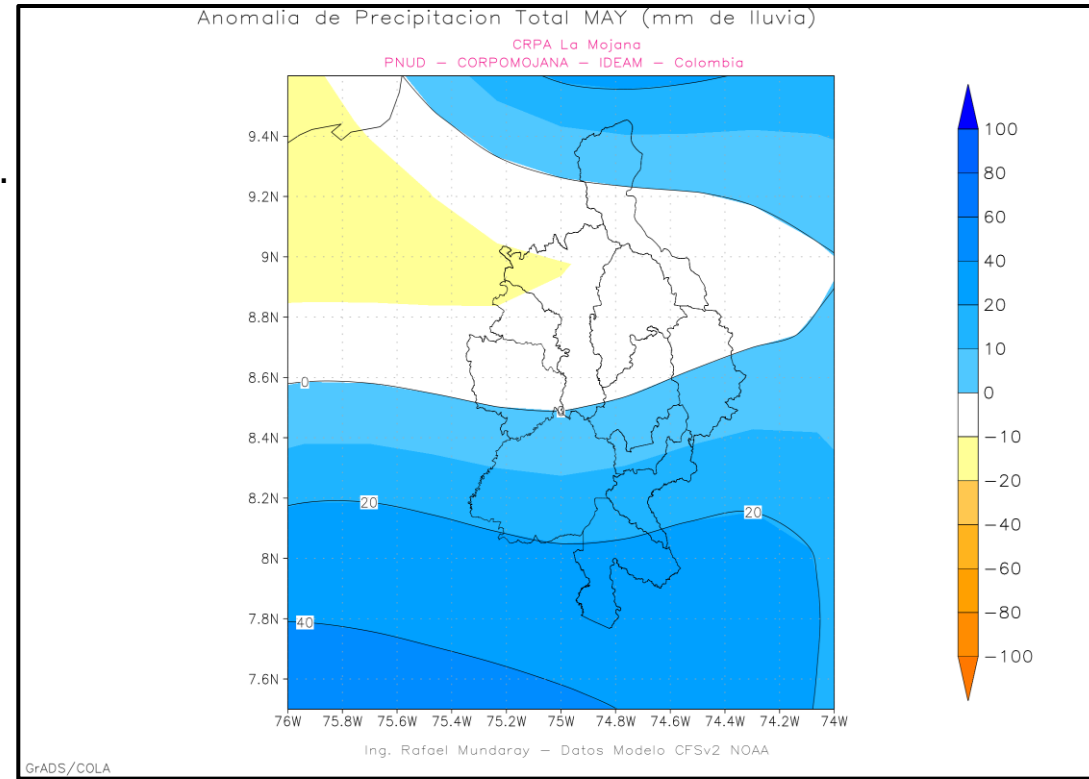 Anomalia de Precipitacion Total MAY (mm de lluvia)
CRPA La Mojana
PNUD – CORPOMOJANA – IDEAM – Colombia
.
9.4N
9.2N
9N
8.8N
8.6N
8.4N
8.2N
8N
7.8N
7.6N
0
0
20
20
40
76W 75.8W 75.6W 75.4W 75.2W 75W 74.8W 74.6W 74.4W 74.2W 74W
100
80
60
40
20
10
0
−10
−20
−40
−60
−80
−100
Ing. Rafael Mundaray – Datos Modelo CFSv2 NOAA
GrADS/COLA